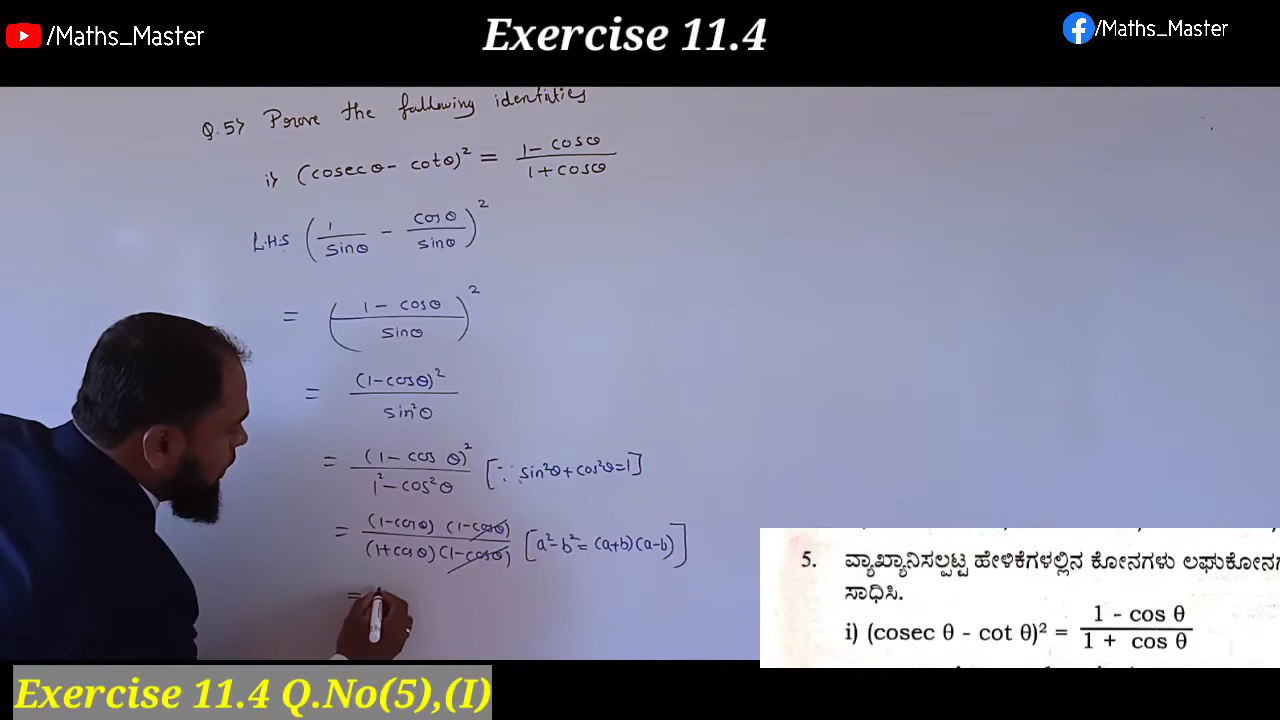 /Maths_Master
Exercise 11.4
/Maths_Master
Q.5> Prove the following identities
i> (cosecθ - cotθ)² = (1 - cosθ)/(1 + cosθ)
L.H.S (1/sinθ - cosθ/sinθ)²
= ((1 - cosθ)/sinθ)²
= (1-cosθ)²/sin²θ
= (1 - cos θ)²/(1² - cos²θ) [∵ sin²θ + cos²θ = 1]
= (1-cosθ) (1-cosθ)/(1+cosθ)(1-cosθ) [a² - b² = (a+b)(a-b)]
=
5. ವ್ಯಾಖ್ಯಾನಿಸಲ್ಪಟ್ಟ ಹೇಳಿಕೆಗಳಲ್ಲಿನ ಕೋನಗಳು ಲಘುಕೋನಗ
ಸಾಧಿಸಿ.
i) (cosec θ - cot θ)² = (1 - cos θ)/(1 + cos θ)
Exercise 11.4 Q.No(5),(I)